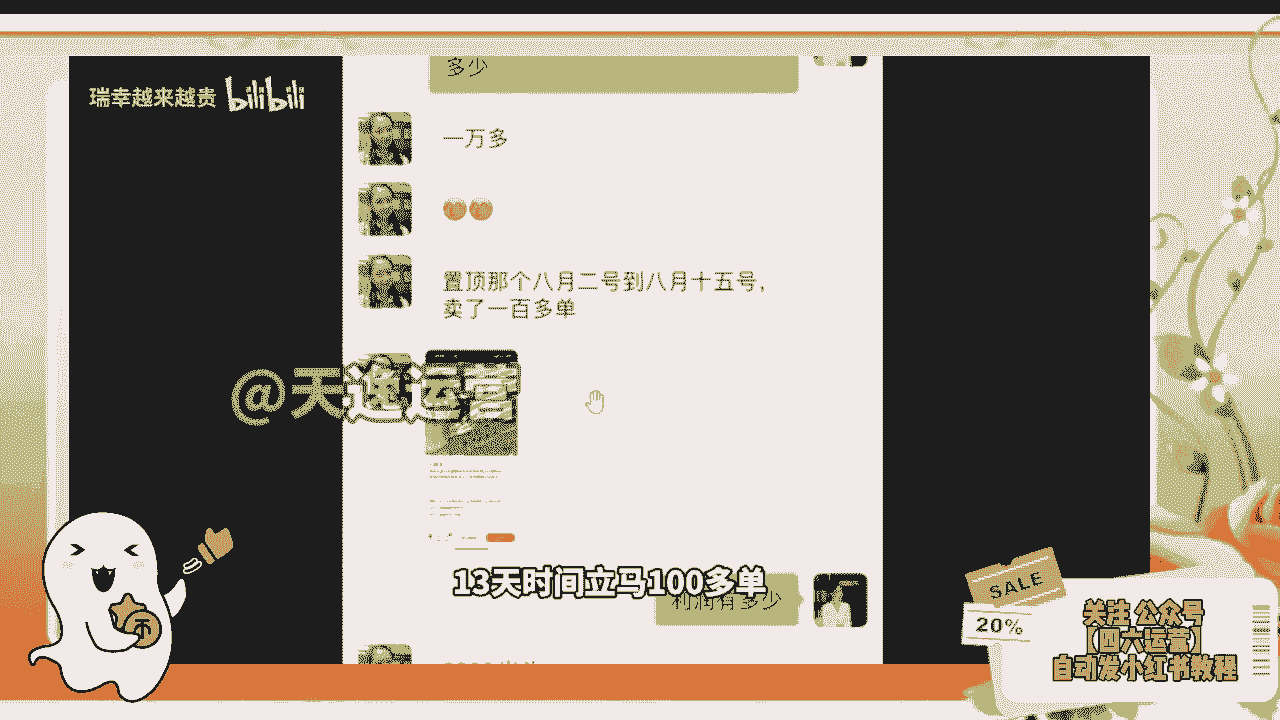 多少
瑞幸越来越贵 bilibili
一万多
置顶那个八月二号到八月十五号，
卖了一百多单
@天逸运营
13天时间立马100多单
利润有多少
SALE
20%
币
关注 公众号
【四六运营】
自动发小红书教程